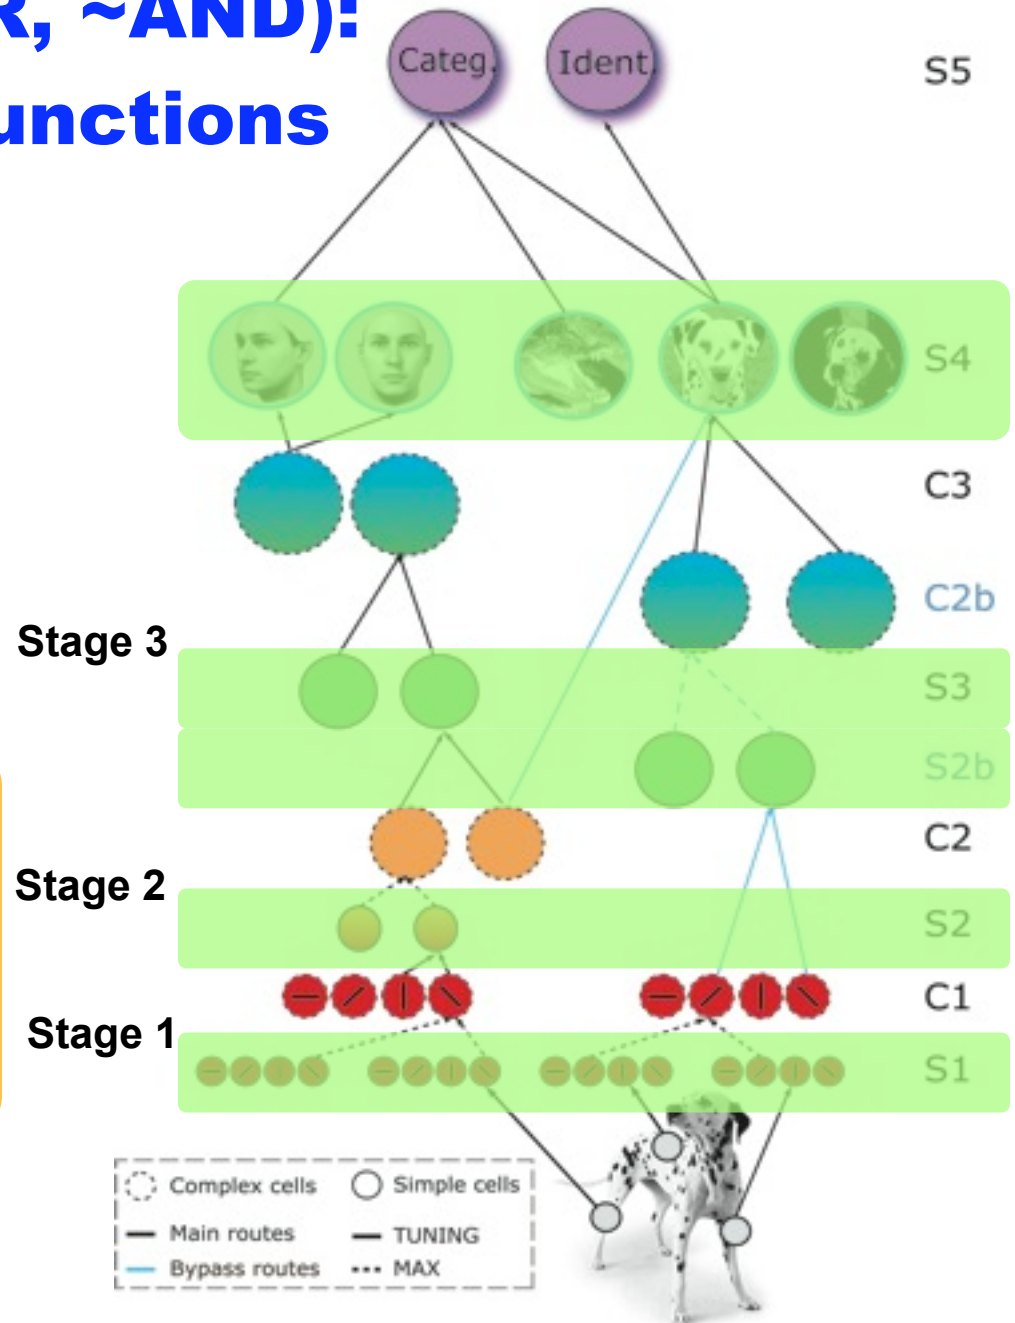 R, ~AND):
unctions
Categ.
Ident.
S5
S4
C3
C2b
Stage 3
S3
S2b
C2
Stage 2
S2
C1
Stage 1
S1
Complex cells
Simple cells
Main routes
TUNING
Bypass routes
MAX